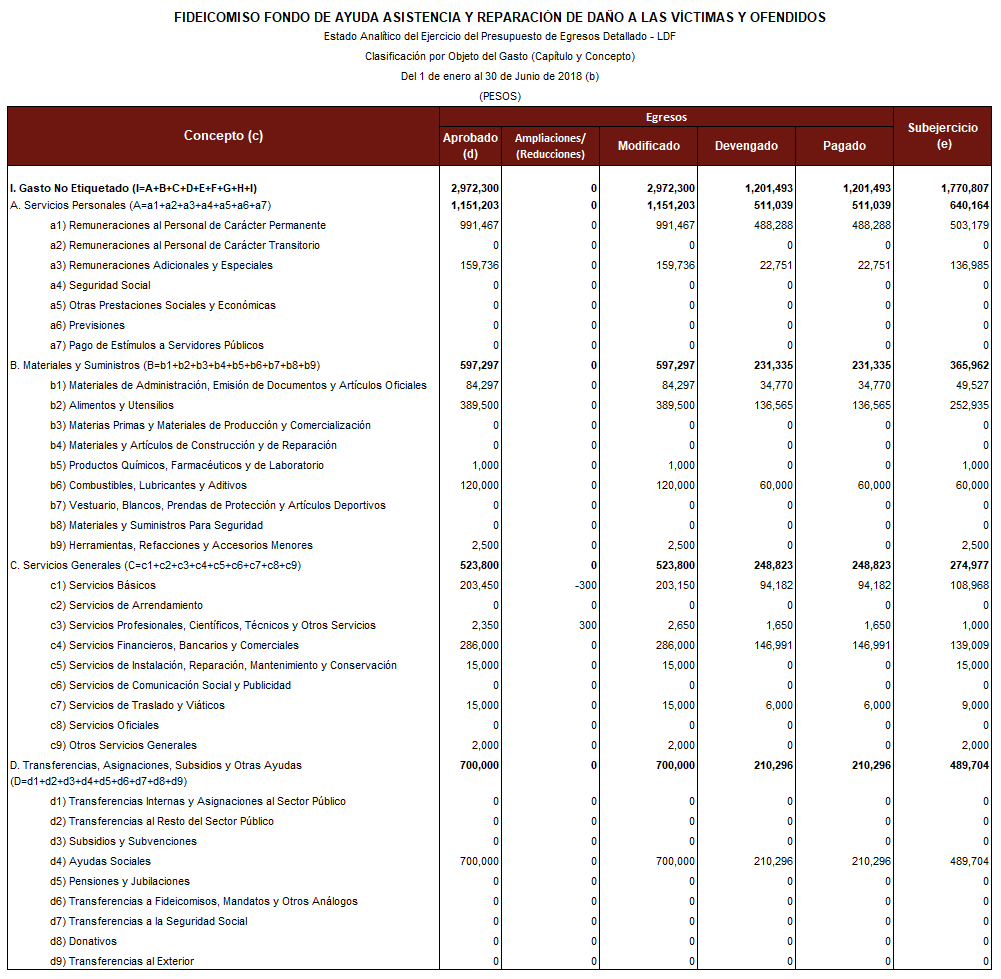 FIDEICOMISO FONDO DE AYUDA ASISTENCIA Y REPARACIÓN DE DAÑO A LAS VÍCTIMAS Y OFENDIDOS
Estado Analítico del Ejercicio del Presupuesto de Egresos Detallado - LDF
Clasificación por Objeto del Gasto (Capítulo y Concepto)
Del 1 de enero al 30 de Junio de 2018 (b)
(PESOS)
Concepto (c) Egresos Subejercicio (e)
Aprobado (d) Ampliaciones/ (Reducciones) Modificado Devengado Pagado
I. Gasto No Etiquetado (I=A+B+C+D+E+F+G+H+I) 2,972,300 0 2,972,300 1,201,493 1,201,493 1,770,807
A. Servicios Personales (A=a1+a2+a3+a4+a5+a6+a7) 1,151,203 0 1,151,203 511,039 511,039 640,164
a1) Remuneraciones al Personal de Carácter Permanente 991,467 0 991,467 488,288 488,288 503,179
a2) Remuneraciones al Personal de Carácter Transitorio 0 0 0 0 0 0
a3) Remuneraciones Adicionales y Especiales 159,736 0 159,736 22,751 22,751 136,985
a4) Seguridad Social 0 0 0 0 0 0
a5) Otras Prestaciones Sociales y Económicas 0 0 0 0 0 0
a6) Previsiones 0 0 0 0 0 0
a7) Pago de Estímulos a Servidores Públicos 0 0 0 0 0 0
B. Materiales y Suministros (B=b1+b2+b3+b4+b5+b6+b7+b8+b9) 597,297 0 597,297 231,335 231,335 365,962
b1) Materiales de Administración, Emisión de Documentos y Artículos Oficiales 84,297 0 84,297 34,770 34,770 49,527
b2) Alimentos y Utensilios 389,500 0 389,500 136,565 136,565 252,935
b3) Materias Primas y Materiales de Producción y Comercialización 0 0 0 0 0 0
b4) Materiales y Artículos de Construcción y de Reparación 0 0 0 0 0 0
b5) Productos Químicos, Farmacéuticos y de Laboratorio 1,000 0 1,000 0 0 1,000
b6) Combustibles, Lubricantes y Aditivos 120,000 0 120,000 60,000 60,000 60,000
b7) Vestuario, Blancos, Prendas de Protección y Artículos Deportivos 0 0 0 0 0 0
b8) Materiales y Suministros Para Seguridad 0 0 0 0 0 0
b9) Herramientas, Refacciones y Accesorios Menores 2,500 0 2,500 0 0 2,500
C. Servicios Generales (C=c1+c2+c3+c4+c5+c6+c7+c8+c9) 523,800 0 523,800 248,823 248,823 274,977
c1) Servicios Básicos 203,450 -300 203,150 94,182 94,182 108,968
c2) Servicios de Arrendamiento 0 0 0 0 0 0
c3) Servicios Profesionales, Científicos, Técnicos y Otros Servicios 2,350 300 2,650 1,650 1,650 1,000
c4) Servicios Financieros, Bancarios y Comerciales 286,000 0 286,000 146,991 146,991 139,009
c5) Servicios de Instalación, Reparación, Mantenimiento y Conservación 15,000 0 15,000 0 0 15,000
c6) Servicios de Comunicación Social y Publicidad 0 0 0 0 0 0
c7) Servicios de Traslado y Viáticos 15,000 0 15,000 6,000 6,000 9,000
c8) Servicios Oficiales 0 0 0 0 0 0
c9) Otros Servicios Generales 2,000 0 2,000 0 0 2,000
D. Transferencias, Asignaciones, Subsidios y Otras Ayudas 700,000 0 700,000 210,296 210,296 489,704
(D=d1+d2+d3+d4+d5+d6+d7+d8+d9)
d1) Transferencias Internas y Asignaciones al Sector Público 0 0 0 0 0 0
d2) Transferencias al Resto del Sector Público 0 0 0 0 0 0
d3) Subsidios y Subvenciones 0 0 0 0 0 0
d4) Ayudas Sociales 700,000 0 700,000 210,296 210,296 489,704
d5) Pensiones y Jubilaciones 0 0 0 0 0 0
d6) Transferencias a Fideicomisos, Mandatos y Otros Análogos 0 0 0 0 0 0
d7) Transferencias a la Seguridad Social 0 0 0 0 0 0
d8) Donativos 0 0 0 0 0 0
d9) Transferencias al Exterior 0 0 0 0 0 0